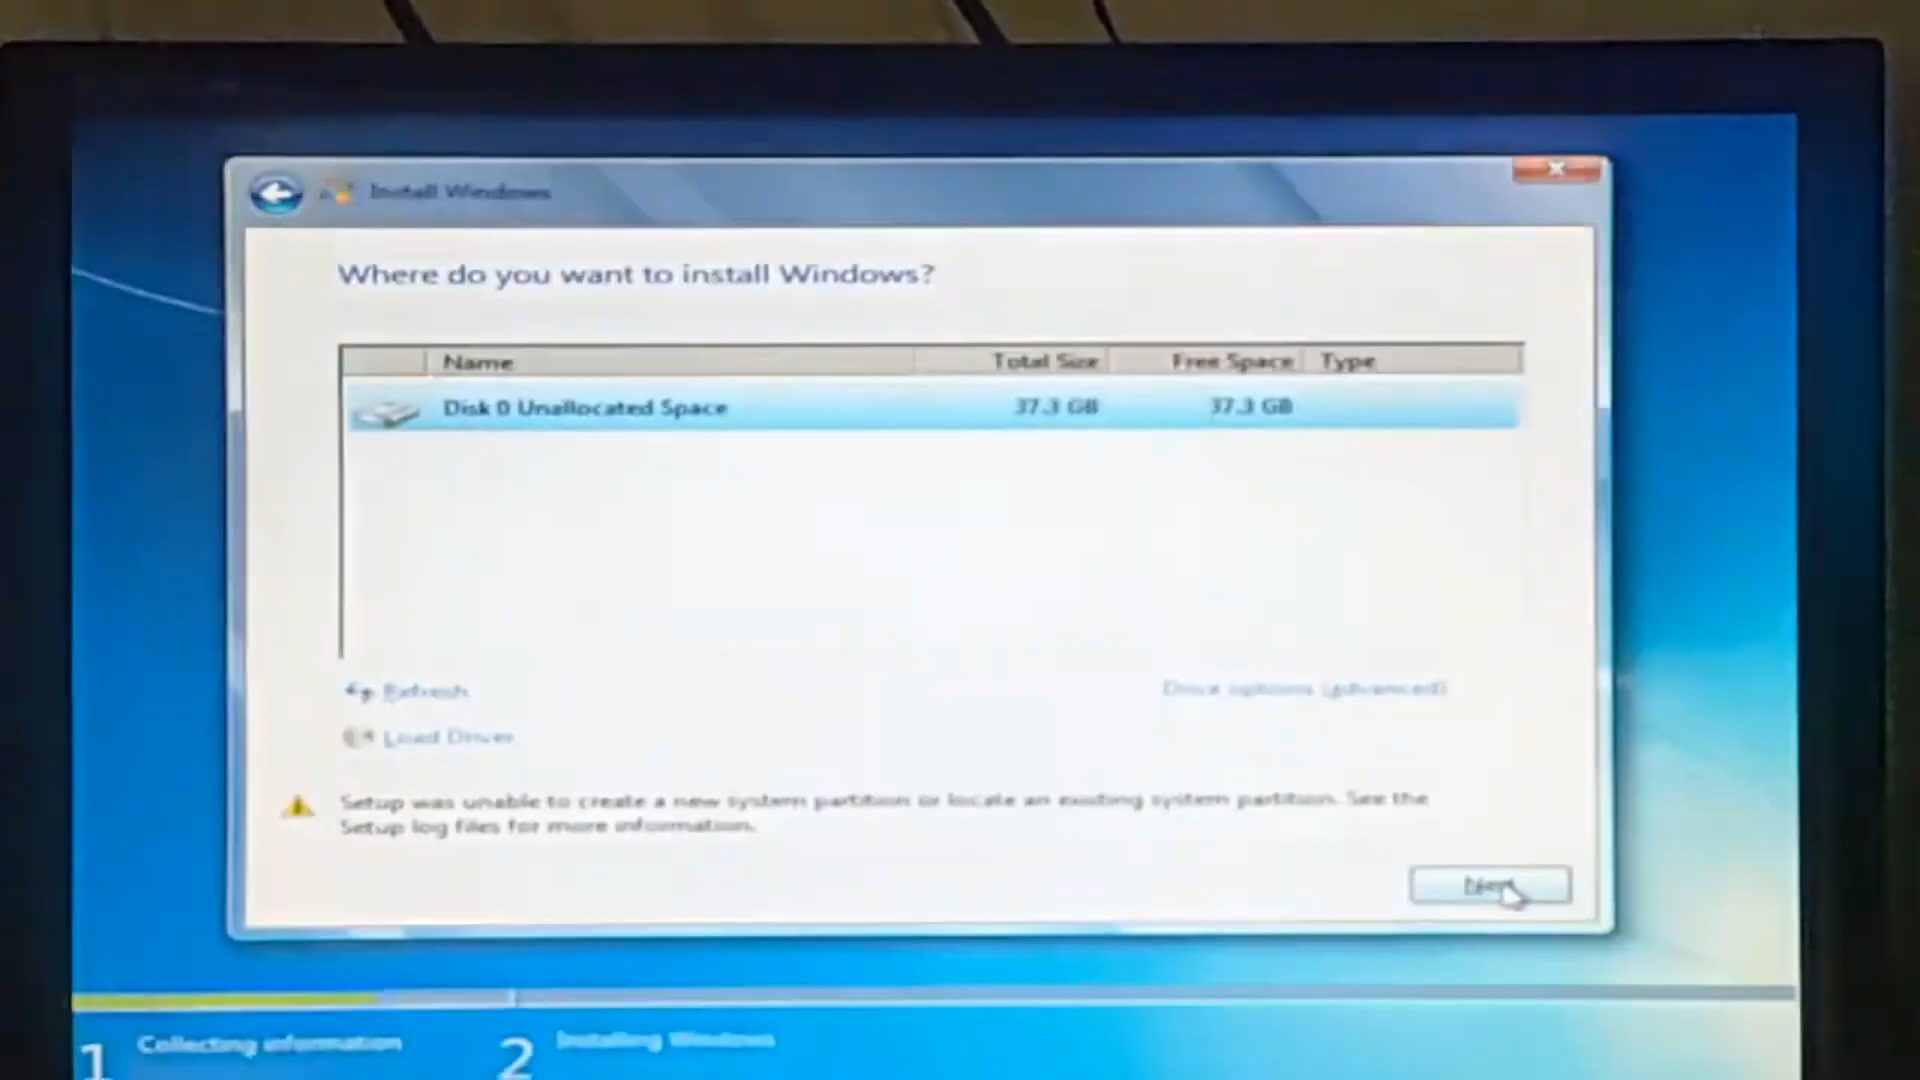 Install Windows
Where do you want to install Windows?
Name Total Size Free Space Type
Disk 0 Unallocated Space 37.3 GB 37.3 GB
Refresh Drive options (advanced)
Load Driver
Setup was unable to create a new system partition or locate an existing system partition. See the
Setup log files for more information.
Next
1 Collecting information 2 Installing Windows